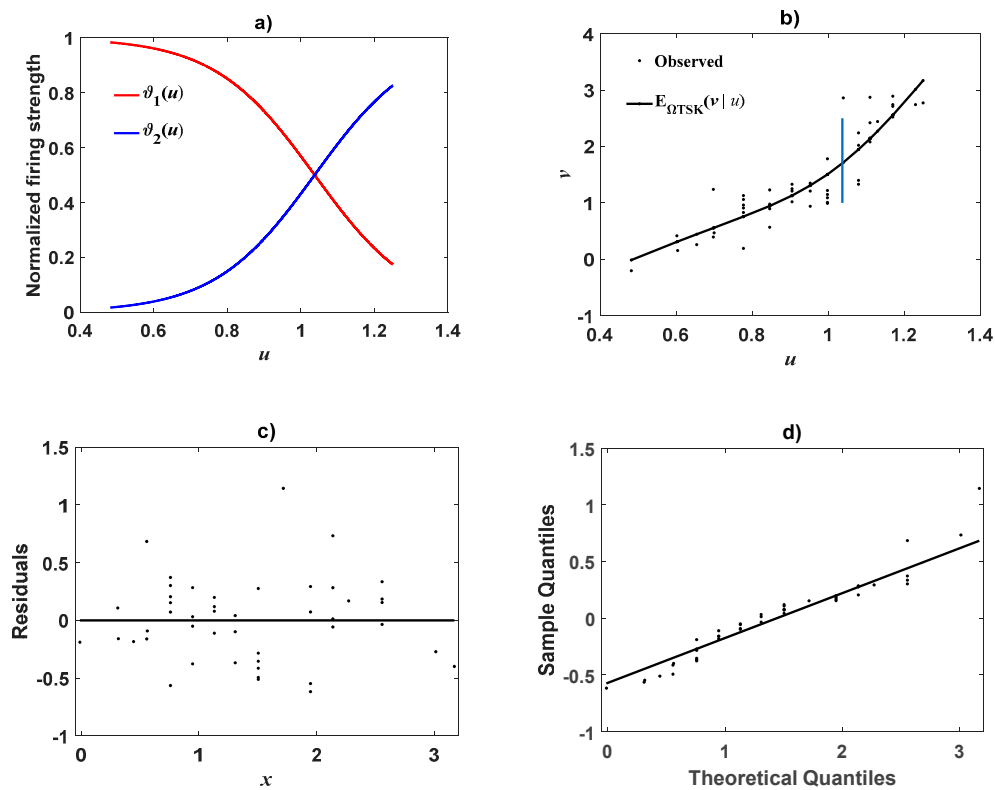 a)
Normalized firing strength
1
0.8
0.6
0.4
0.2
0
ϑ1(u)
ϑ2(u)
0.4 0.6 0.8 1 1.2 1.4
u
b)
v
4
3
2
1
0
-1
Observed
EΩTSK(v | u)
0.4 0.6 0.8 1 1.2 1.4
u
c)
Residuals
1.5
1
0.5
0
-0.5
-1
0 1 2 3
x
d)
Sample Quantiles
1.5
1
0.5
0
-0.5
-1
0 1 2 3
Theoretical Quantiles